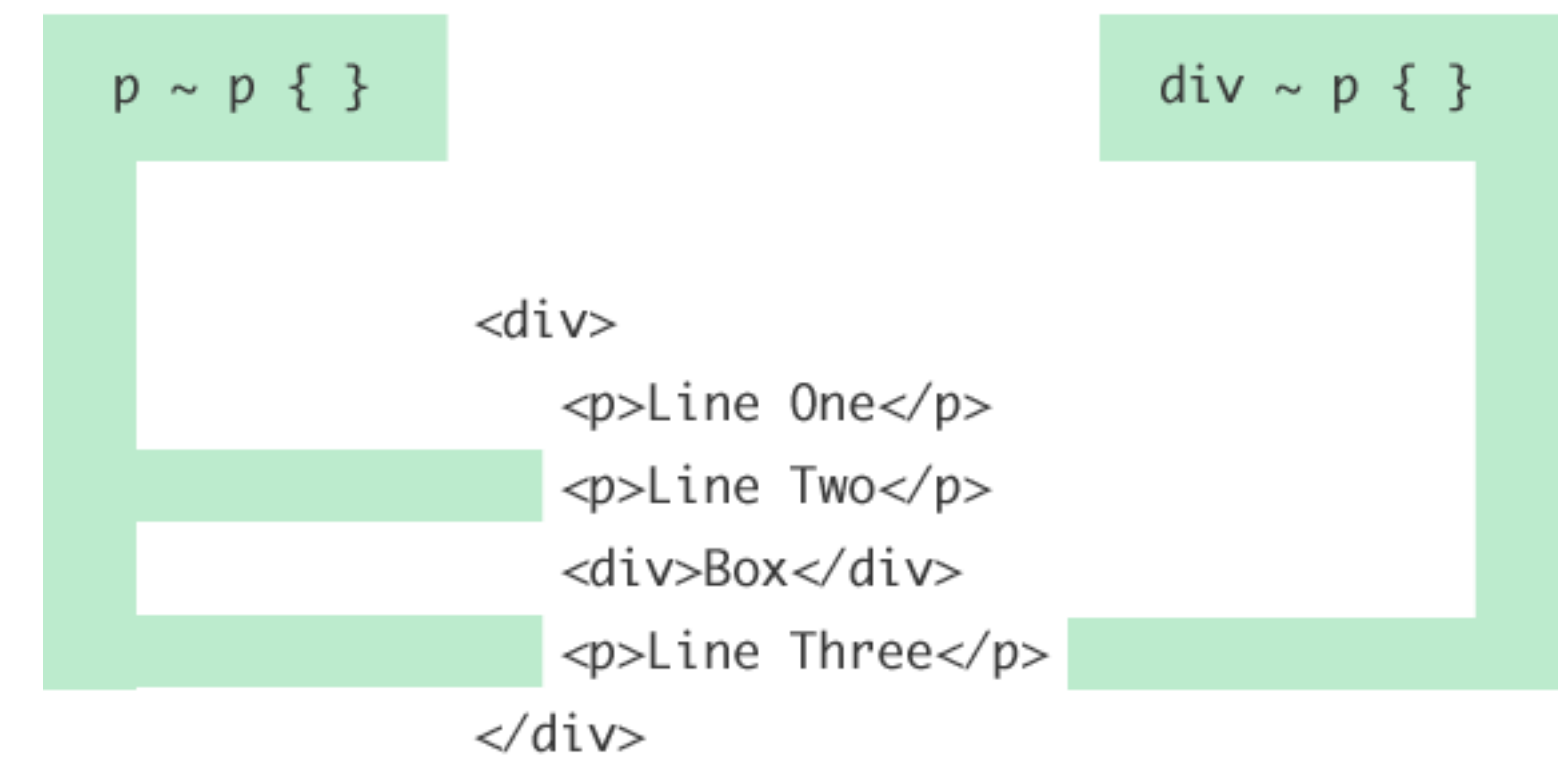 p ~ p { }
div ~ p { }
<div>
<p>Line One</p>
<p>Line Two</p>
<div>Box</div>
<p>Line Three</p>
</div>